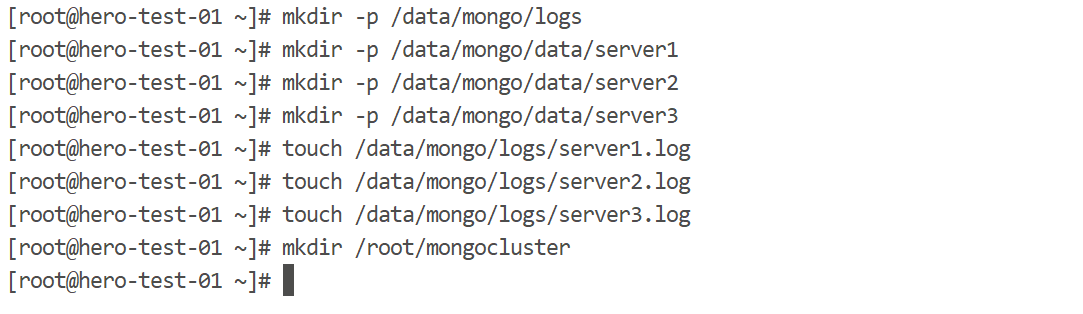 [root@hero-test-01 ~]# mkdir -p /data/mongo/logs
[root@hero-test-01 ~]# mkdir -p /data/mongo/data/server1
[root@hero-test-01 ~]# mkdir -p /data/mongo/data/server2
[root@hero-test-01 ~]# mkdir -p /data/mongo/data/server3
[root@hero-test-01 ~]# touch /data/mongo/logs/server1.log
[root@hero-test-01 ~]# touch /data/mongo/logs/server2.log
[root@hero-test-01 ~]# touch /data/mongo/logs/server3.log
[root@hero-test-01 ~]# mkdir /root/mongocluster
[root@hero-test-01 ~]#